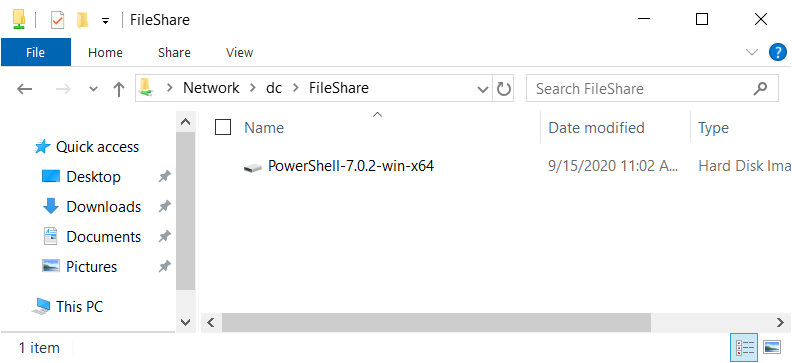 FileShare
File Home Share View
Network dc FileShare Search FileShare
Name Date modified Type
Quick access
Desktop
Downloads
Documents
Pictures
This PC
PowerShell-7.0.2-win-x64 9/15/2020 11:02 A... Hard Disk Ima
1 item